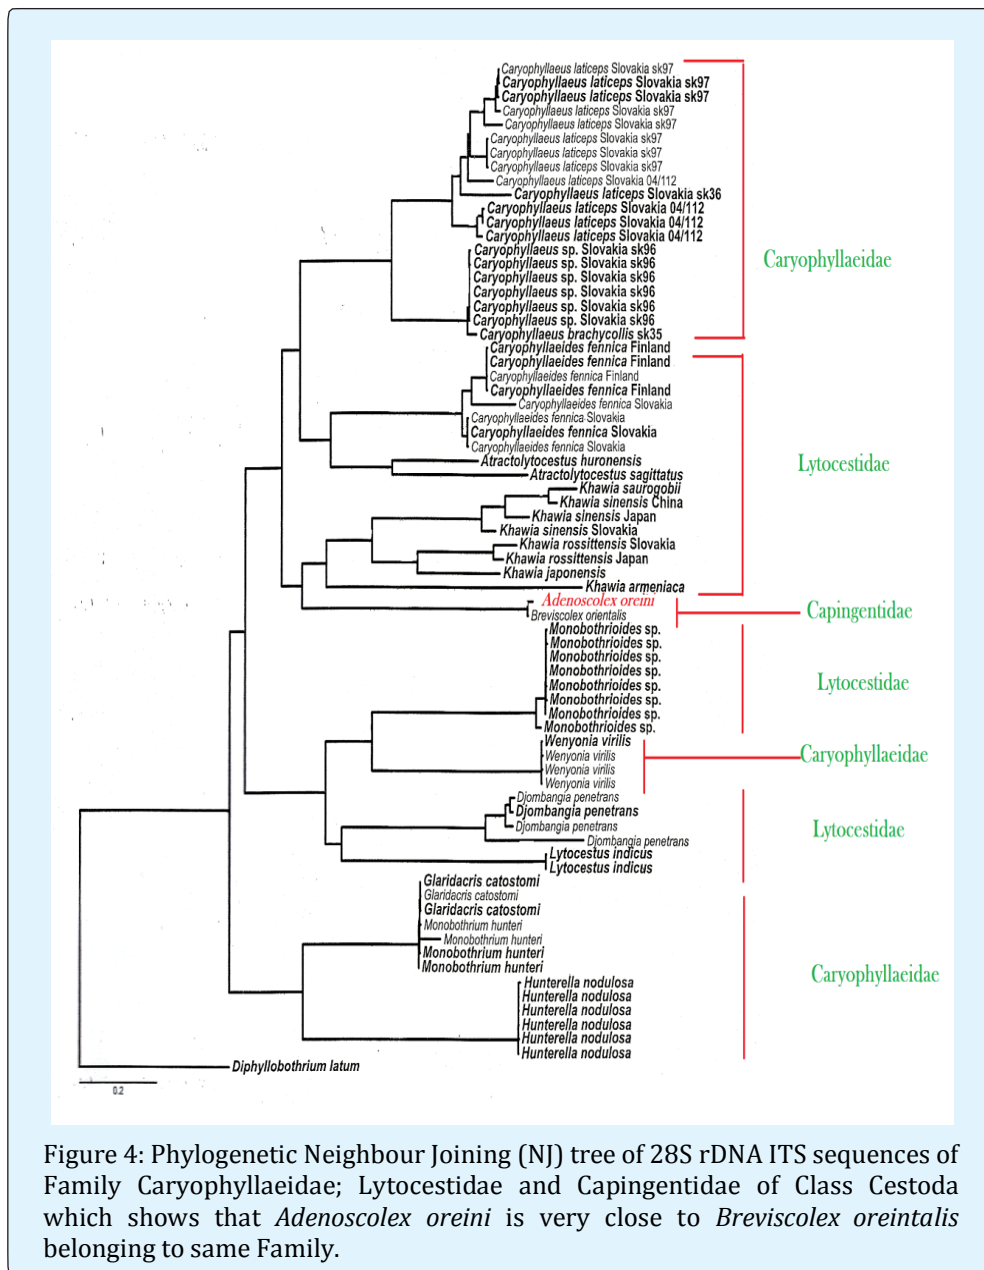 Caryophyllaeus laticeps Slovakia sk97
Caryophyllaeus laticeps Slovakia sk97
Caryophyllaeus laticeps Slovakia sk97
Caryophyllaeus laticeps Slovakia sk97
Caryophyllaeus laticeps Slovakia sk97
Caryophyllaeus laticeps Slovakia sk97
Caryophyllaeus laticeps Slovakia sk97
Caryophyllaeus laticeps Slovakia sk97
Caryophyllaeus laticeps Slovakia 04/112
Caryophyllaeus laticeps Slovakia sk36
Caryophyllaeus laticeps Slovakia 04/112
Caryophyllaeus laticeps Slovakia 04/112
Caryophyllaeus laticeps Slovakia 04/112
Caryophyllaeus sp. Slovakia sk96
Caryophyllaeus sp. Slovakia sk96
Caryophyllaeus sp. Slovakia sk96
Caryophyllaeus sp. Slovakia sk96
Caryophyllaeus sp. Slovakia sk96
Caryophyllaeus sp. Slovakia sk96
Caryophyllaeus brachycollis sk35
Caryophyllaeidae
Caryophyllaeides fennica Finland
Caryophyllaeides fennica Finland
Caryophyllaeides fennica Finland
Caryophyllaeides fennica Finland
Caryophyllaeides fennica Slovakia
Caryophyllaeides fennica Slovakia
Caryophyllaeides fennica Slovakia
Caryophyllaeides fennica Slovakia
Atractolytocestus huronensis
Atractolytocestus sagittatus
Khawia saurogobii
Khawia sinensis China
Khawia sinensis Japan
Khawia sinensis Slovakia
Khawia rossittensis Slovakia
Khawia rossittensis Japan
Khawia japonensis
Khawia armeniaca
Lytocestidae
Adenoscolex oreini
Breviscolex orientalis
Capingentidae
Monobothrioides sp.
Monobothrioides sp.
Monobothrioides sp.
Monobothrioides sp.
Monobothrioides sp.
Monobothrioides sp.
Monobothrioides sp.
Monobothrioides sp.
Lytocestidae
Wenyonia virilis
Wenyonia virilis
Wenyonia virilis
Wenyonia virilis
Caryophyllaeidae
Djombangia penetrans
Djombangia penetrans
Djombangia penetrans
Djombangia penetrans
Lytocestus indicus
Lytocestus indicus
Lytocestidae
Glaridacris catostomi
Glaridacris catostomi
Glaridacris catostomi
Monobothrium hunteri
Monobothrium hunteri
Monobothrium hunteri
Monobothrium hunteri
Hunterella nodulosa
Hunterella nodulosa
Hunterella nodulosa
Hunterella nodulosa
Hunterella nodulosa
Hunterella nodulosa
Caryophyllaeidae
Diphyllobothrium latum
0.2
Figure 4: Phylogenetic Neighbour Joining (NJ) tree of 28S rDNA ITS sequences of
Family Caryophyllaeidae; Lytocestidae and Capingentidae of Class Cestoda
which shows that Adenoscolex oreini is very close to Breviscolex oreintalis
belonging to same Family.